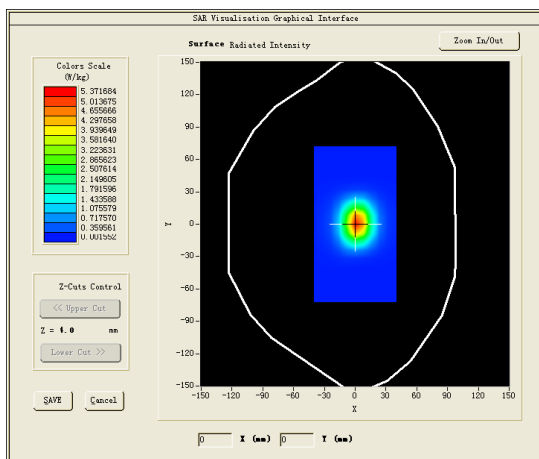 SAR Visualisation Graphical Interface
Surface Radiated Intensity
Zoom In/Out
Colors Scale
(W/kg)
5.371684
5.013675
4.655666
4.297658
3.939649
3.581640
3.223631
2.865623
2.507614
2.149605
1.791596
1.433588
1.075579
0.717570
0.359561
0.001552
150
120
90
60
30
0
-30
-60
-90
-120
-150
Y
-150 -120 -90 -60 -30 0 30 60 90 120 150
X
Z-Cuts Control
<< Upper Cut
Z = 4.0 mm
Lower Cut >>
SAVE Cancel
0 X (mm) 0 Y (mm)